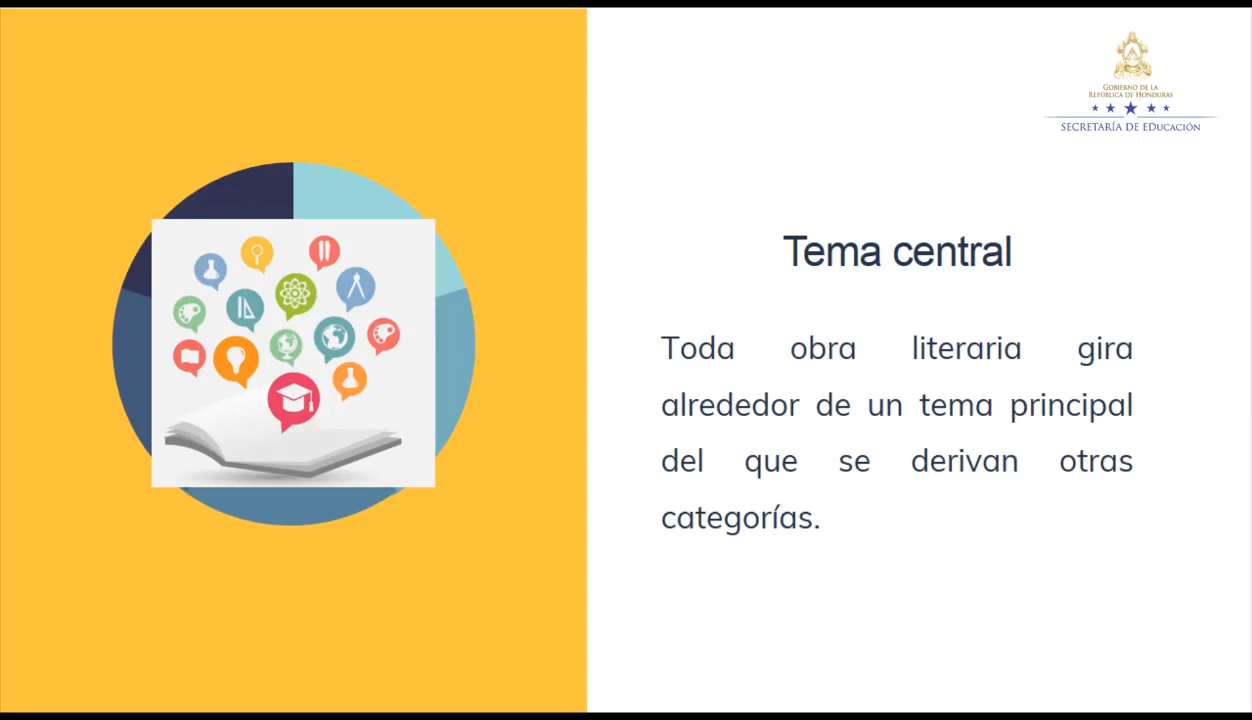 GOBIERNO DE LA
REPÚBLICA DE HONDURAS
SECRETARÍA DE EDUCACIÓN
Tema central
Toda obra literaria gira
alrededor de un tema principal
del que se derivan otras
categorías.